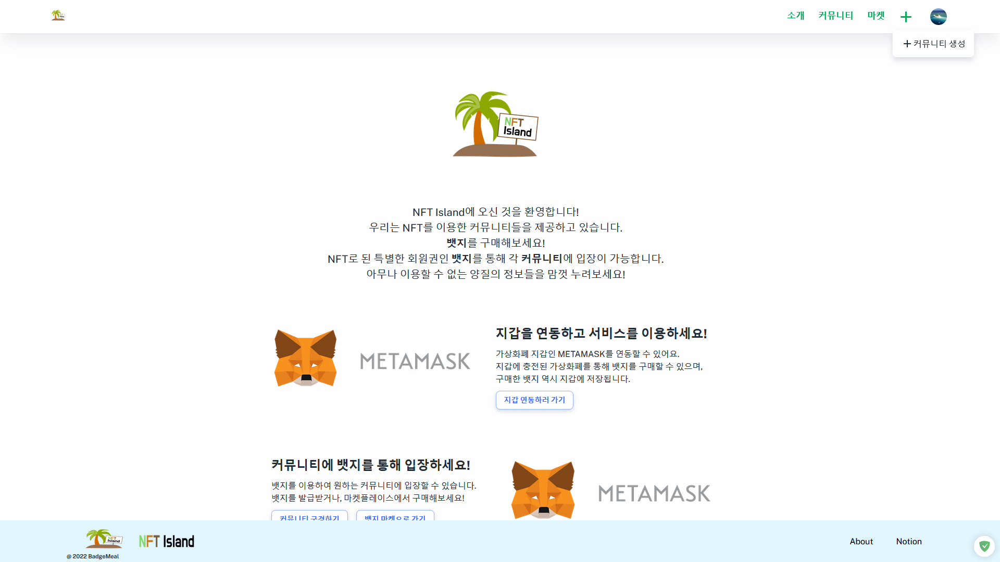 소개 커뮤니티 마켓
커뮤니티 생성
NFT
Island
NFT Island에 오신 것을 환영합니다!
우리는 NFT를 이용한 커뮤니티들을 제공하고 있습니다.
뱃지를 구매해보세요!
NFT로 된 특별한 회원권인 뱃지를 통해 각 커뮤니티에 입장이 가능합니다.
아무나 이용할 수 없는 양질의 정보들을 맘껏 누려보세요!
METAMASK
지갑을 연동하고 서비스를 이용하세요!
가상화폐 지갑인 METAMASK를 연동할 수 있어요.
지갑에 충전된 가상화폐를 통해 뱃지를 구매할 수 있으며,
구매한 뱃지 역시 지갑에 저장됩니다.
지갑 연동하러 가기
커뮤니티에 뱃지를 통해 입장하세요!
뱃지를 이용하여 원하는 커뮤니티에 입장할 수 있습니다.
뱃지를 발급받거나, 마켓플레이스에서 구매해보세요!
커뮤니티 구경하기 뱃지 마켓으로 가기
METAMASK
NFT
Island
NFT Island
@ 2022 BadgeMeal
About Notion